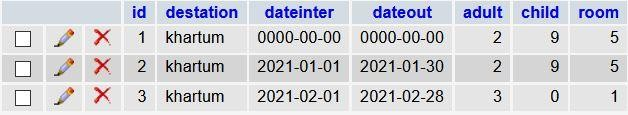 id destation dateinter dateout adult child room
1 khartum 0000-00-00 0000-00-00 2 9 5
2 khartum 2021-01-01 2021-01-30 2 9 5
3 khartum 2021-02-01 2021-02-28 3 0 1